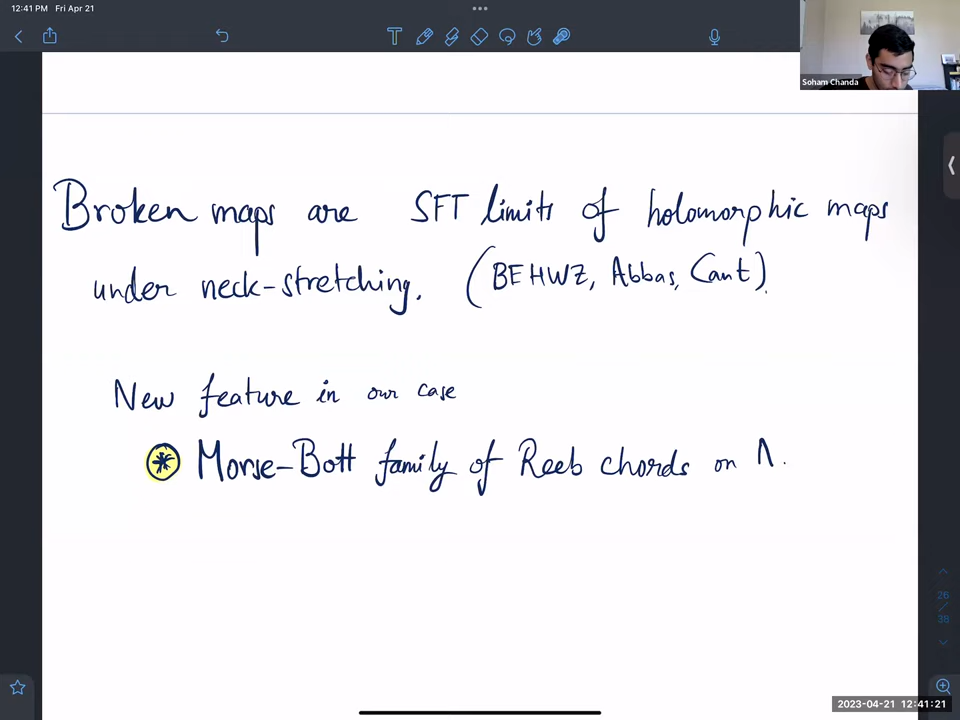 12:41 PM Fri Apr 21
Soham Chanda
Broken maps are SFT limits of holomorphic maps
under neck-stretching. (BEHWZ, Abbas, Cant).
New feature in our case
* Morse-Bott family of Reeb chords on Λ.
26
/
38
2023-04-21 12:41:21